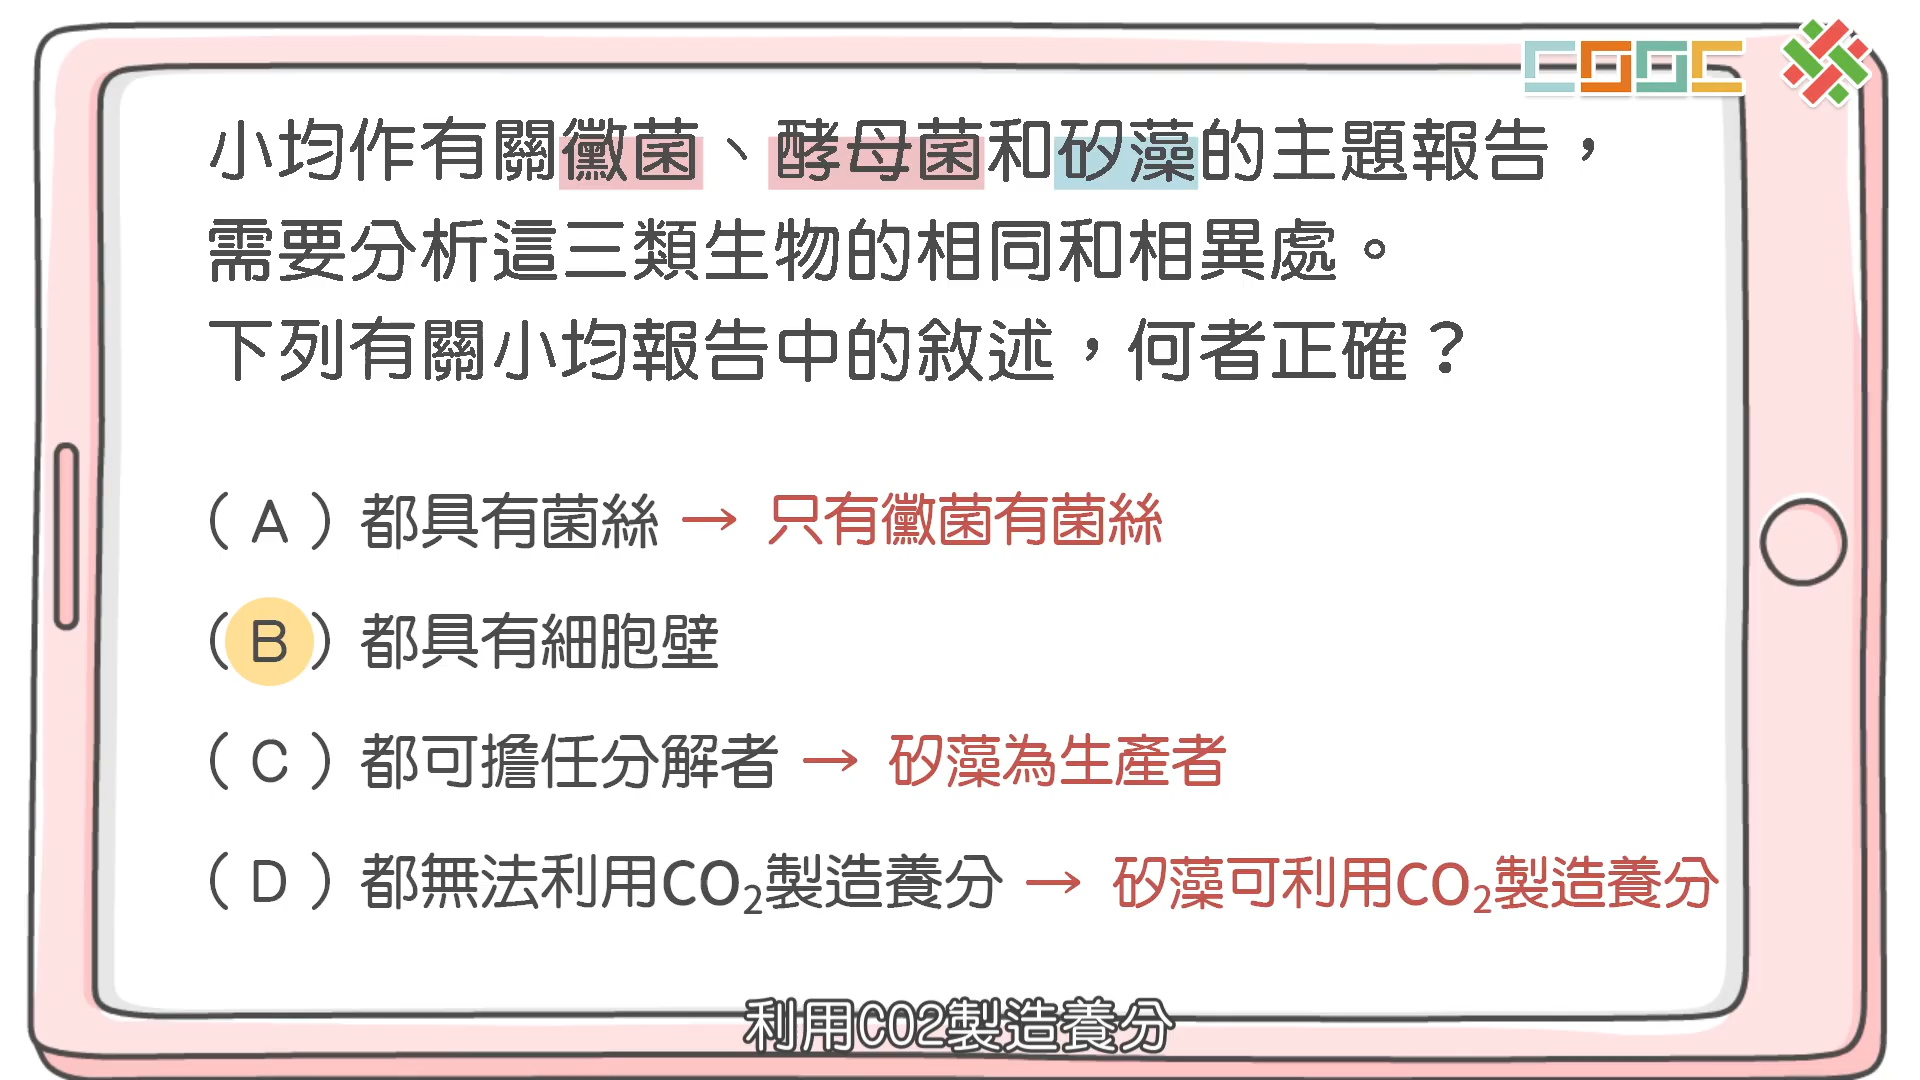 COOC
小均作有關黴菌、酵母菌和矽藻的主題報告，
需要分析這三類生物的相同和相異處。
下列有關小均報告中的敘述，何者正確？
（A）都具有菌絲 → 只有黴菌有菌絲
（B）都具有細胞壁
（C）都可擔任分解者 → 矽藻為生產者
（D）都無法利用CO₂製造養分 → 矽藻可利用CO₂製造養分
利用CO2製造養分